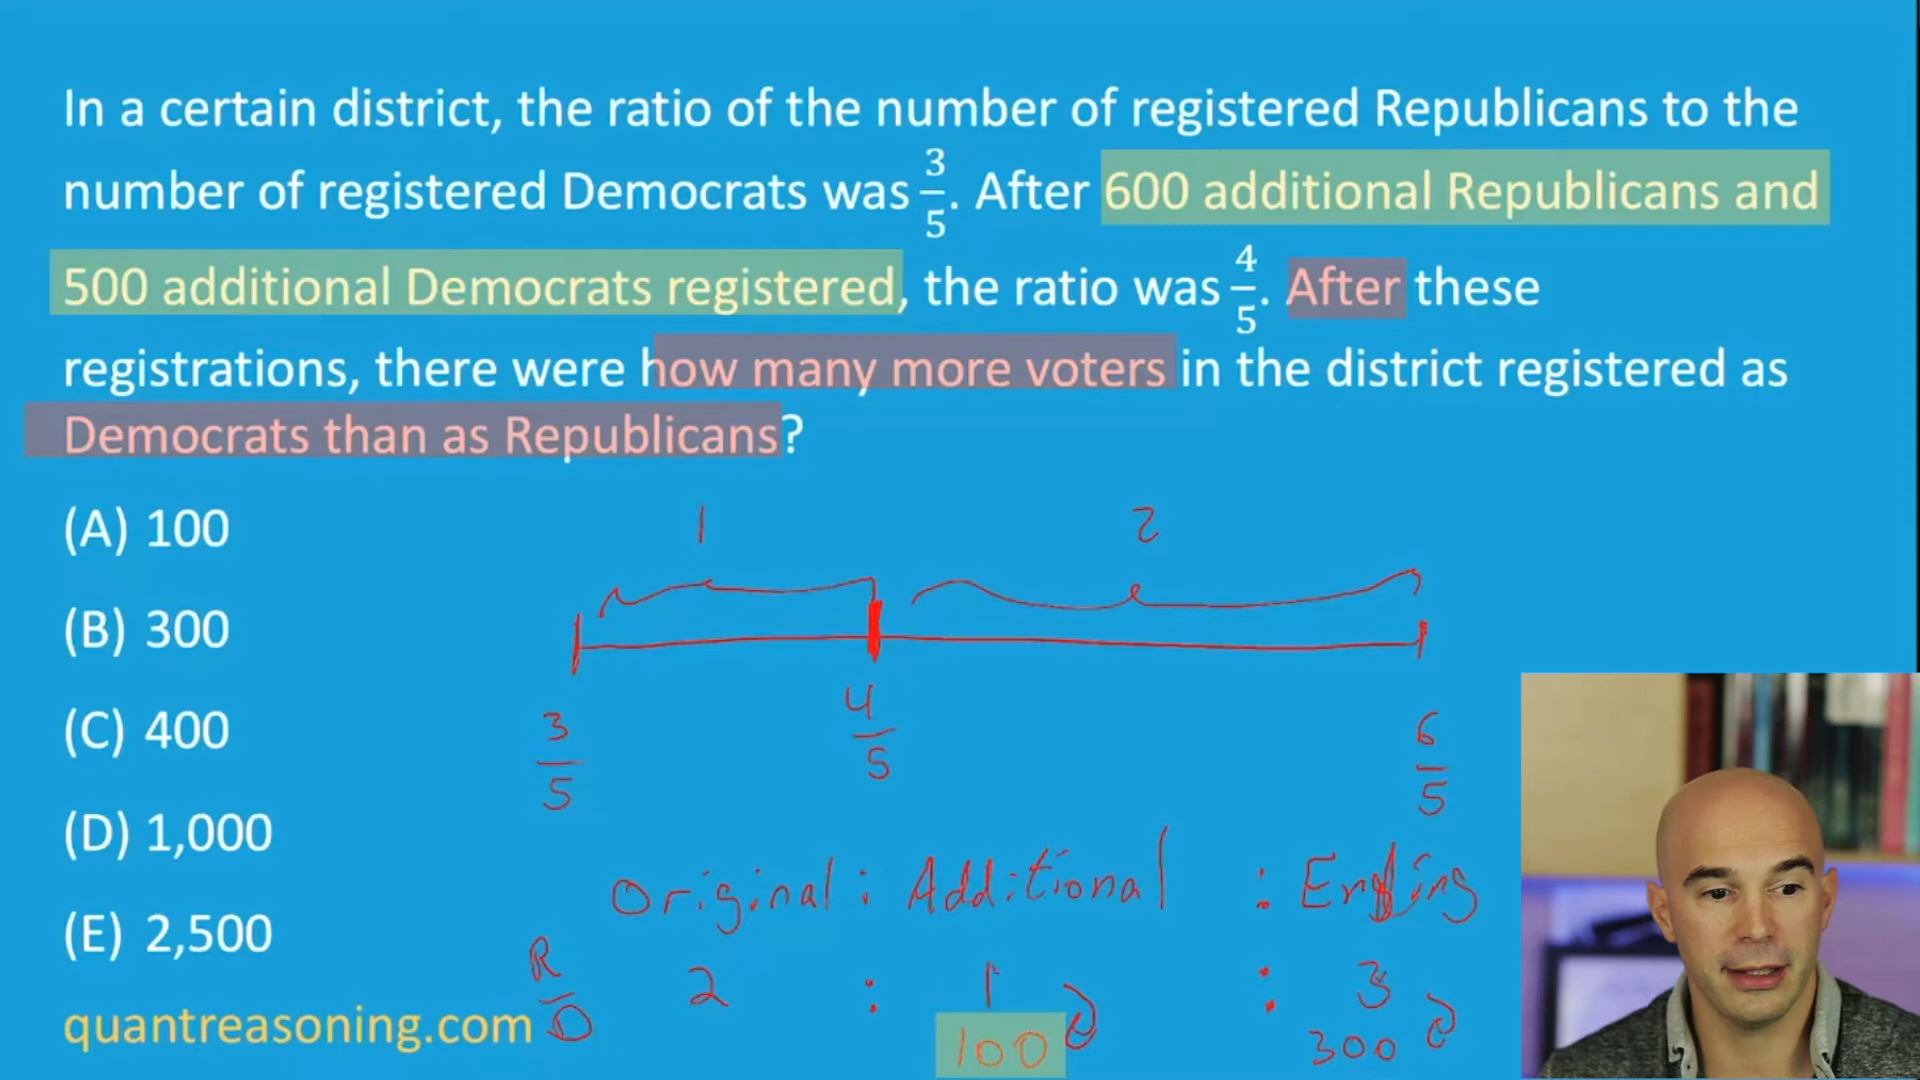 In a certain district, the ratio of the number of registered Republicans to the
number of registered Democrats was 3/5. After 600 additional Republicans and
500 additional Democrats registered, the ratio was 4/5. After these
registrations, there were how many more voters in the district registered as
Democrats than as Republicans?
(A) 100
(B) 300
(C) 400
(D) 1,000
(E) 2,500
quantreasoning.com
1 2
3/5 4/5 6/5
Original : Additional : Ending
R/D 2 : 1 : 3
100 300